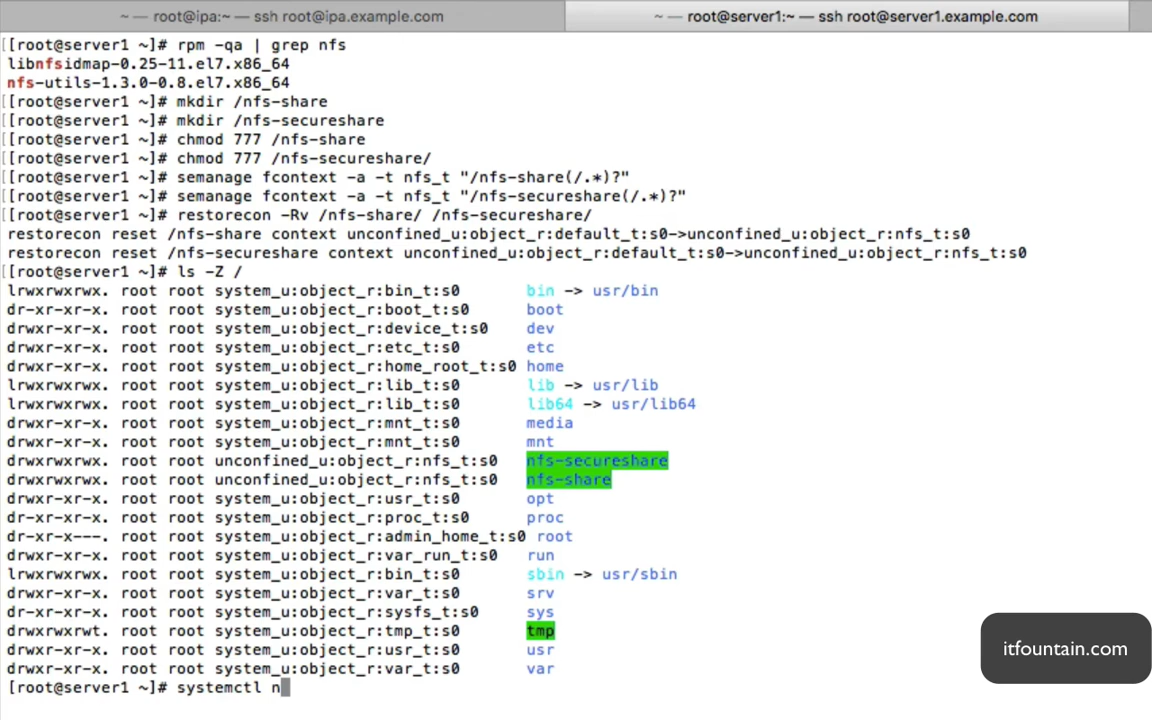 ~ — root@ipa:~ — ssh root@ipa.example.com
~ — root@server1:~ — ssh root@server1.example.com
[[root@server1 ~]# rpm -qa | grep nfs
libnfsidmap-0.25-11.el7.x86_64
nfs-utils-1.3.0-0.8.el7.x86_64
[[root@server1 ~]# mkdir /nfs-share
[[root@server1 ~]# mkdir /nfs-secureshare
[[root@server1 ~]# chmod 777 /nfs-share
[[root@server1 ~]# chmod 777 /nfs-secureshare/
[[root@server1 ~]# semanage fcontext -a -t nfs_t "/nfs-share(/.*)?"
[[root@server1 ~]# semanage fcontext -a -t nfs_t "/nfs-secureshare(/.*)?"
[[root@server1 ~]# restorecon -Rv /nfs-share/ /nfs-secureshare/
restorecon reset /nfs-share context unconfined_u:object_r:default_t:s0->unconfined_u:object_r:nfs_t:s0
restorecon reset /nfs-secureshare context unconfined_u:object_r:default_t:s0->unconfined_u:object_r:nfs_t:s0
[[root@server1 ~]# ls -Z /
lrwxrwxrwx. root root system_u:object_r:bin_t:s0 bin -> usr/bin
dr-xr-xr-x. root root system_u:object_r:boot_t:s0 boot
drwxr-xr-x. root root system_u:object_r:device_t:s0 dev
drwxr-xr-x. root root system_u:object_r:etc_t:s0 etc
drwxr-xr-x. root root system_u:object_r:home_root_t:s0 home
lrwxrwxrwx. root root system_u:object_r:lib_t:s0 lib -> usr/lib
lrwxrwxrwx. root root system_u:object_r:lib_t:s0 lib64 -> usr/lib64
drwxr-xr-x. root root system_u:object_r:mnt_t:s0 media
drwxr-xr-x. root root system_u:object_r:mnt_t:s0 mnt
drwxrwxrwx. root root unconfined_u:object_r:nfs_t:s0 nfs-secureshare
drwxrwxrwx. root root unconfined_u:object_r:nfs_t:s0 nfs-share
drwxr-xr-x. root root system_u:object_r:usr_t:s0 opt
dr-xr-xr-x. root root system_u:object_r:proc_t:s0 proc
dr-xr-x---. root root system_u:object_r:admin_home_t:s0 root
drwxr-xr-x. root root system_u:object_r:var_run_t:s0 run
lrwxrwxrwx. root root system_u:object_r:bin_t:s0 sbin -> usr/sbin
drwxr-xr-x. root root system_u:object_r:var_t:s0 srv
dr-xr-xr-x. root root system_u:object_r:sysfs_t:s0 sys
drwxrwxrwt. root root system_u:object_r:tmp_t:s0 tmp
drwxr-xr-x. root root system_u:object_r:usr_t:s0 usr
drwxr-xr-x. root root system_u:object_r:var_t:s0 var
[root@server1 ~]# systemctl n
itfountain.com